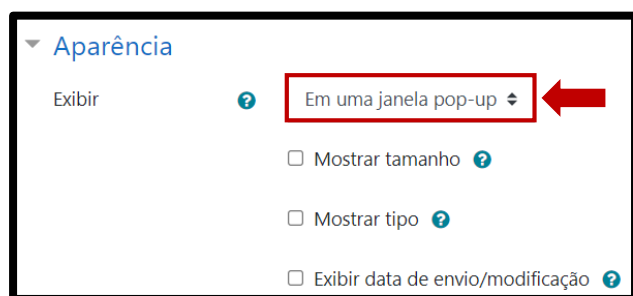 Aparência
Exibir Em uma janela pop-up
Mostrar tamanho
Mostrar tipo
Exibir data de envio/modificação